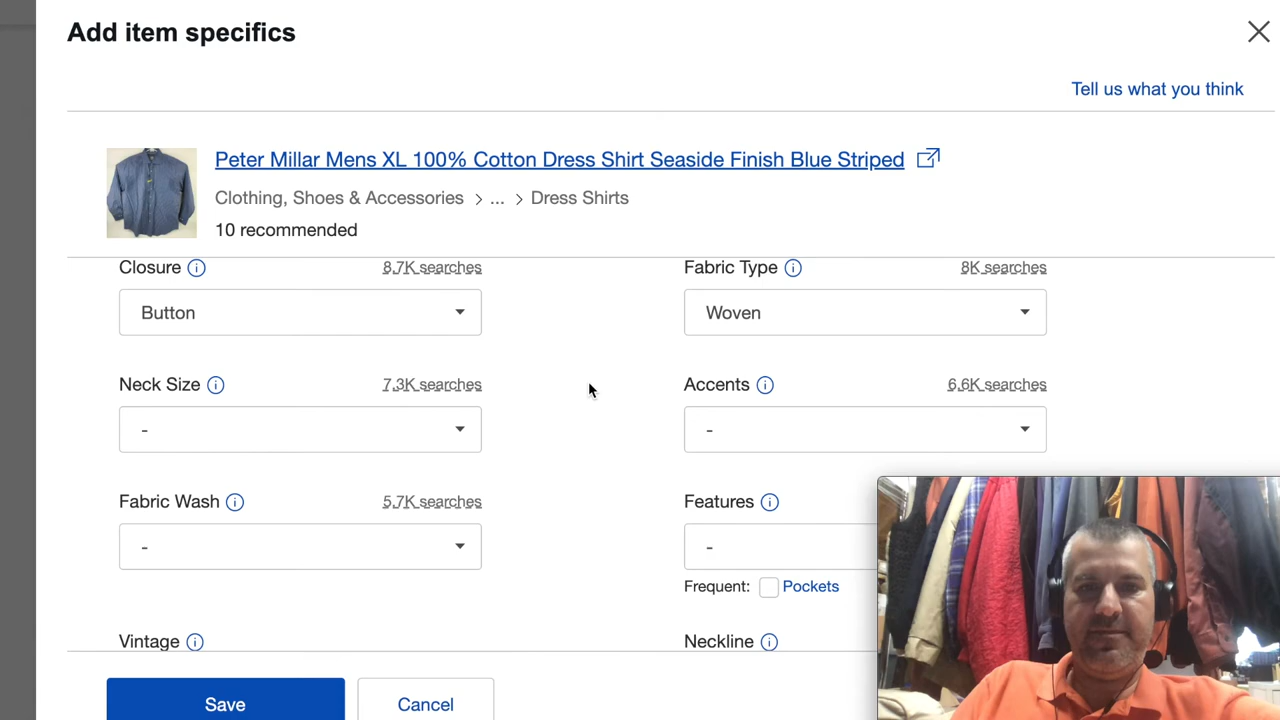 Add item specifics
Tell us what you think
Peter Millar Mens XL 100% Cotton Dress Shirt Seaside Finish Blue Striped
Clothing, Shoes & Accessories > ... > Dress Shirts
10 recommended
Closure 8.7K searches
Fabric Type 8K searches
Button
Woven
Neck Size 7.3K searches
Accents 6.6K searches
-
-
Fabric Wash 5.7K searches
Features
-
-
Frequent: Pockets
Vintage
Neckline
Save
Cancel